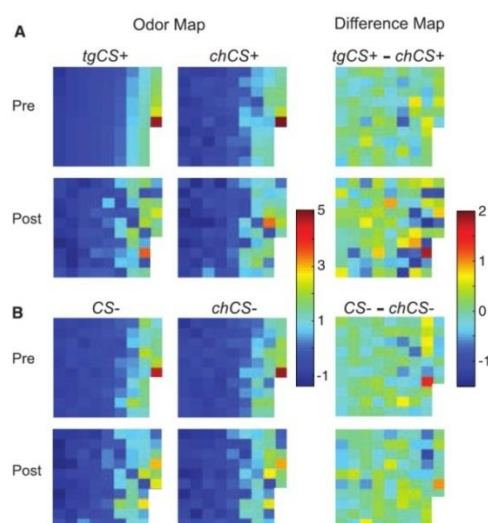 Odor Map Difference Map
A
tgCS+ chCS+ tgCS+ - chCS+
Pre
Post
5
3
1
-1
2
1
0
-1
B
CS- chCS- CS- - chCS-
Pre
Post